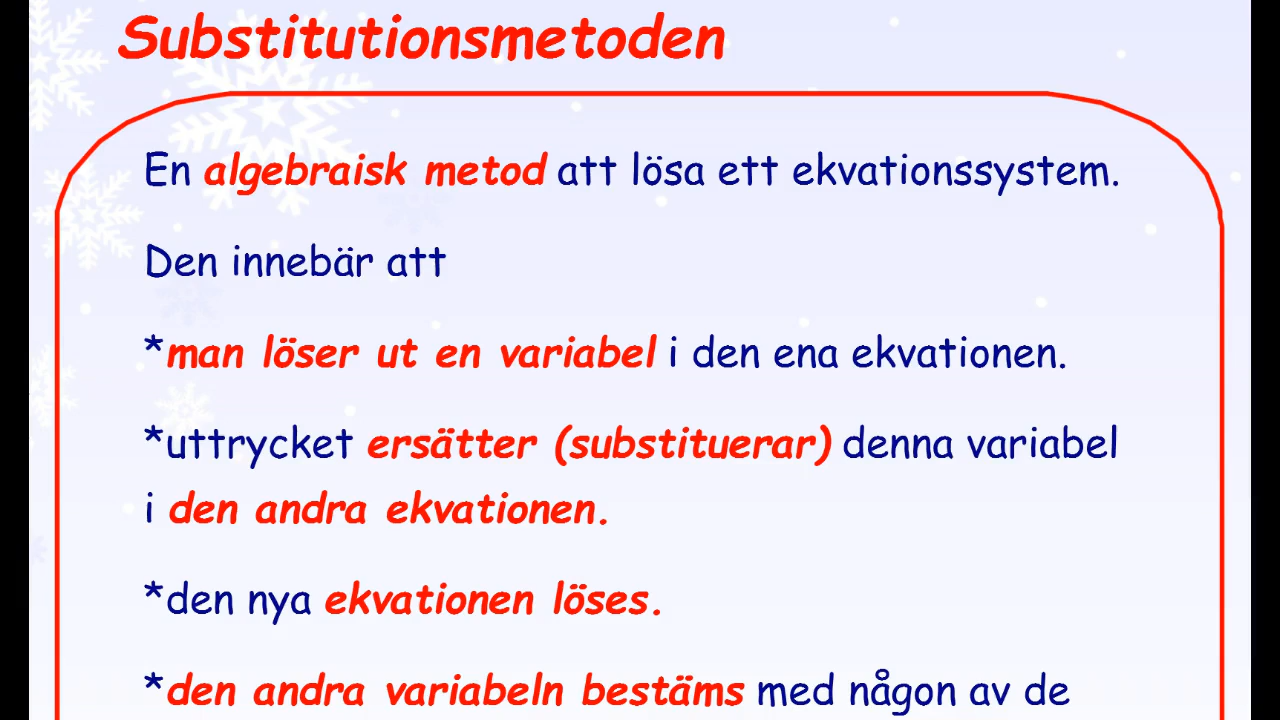 Substitutionsmetoden
En algebraisk metod att lösa ett ekvationssystem.
Den innebär att
*man löser ut en variabel i den ena ekvationen.
*uttrycket ersätter (substituerar) denna variabel
i den andra ekvationen.
*den nya ekvationen löses.
*den andra variabeln bestäms med någon av de